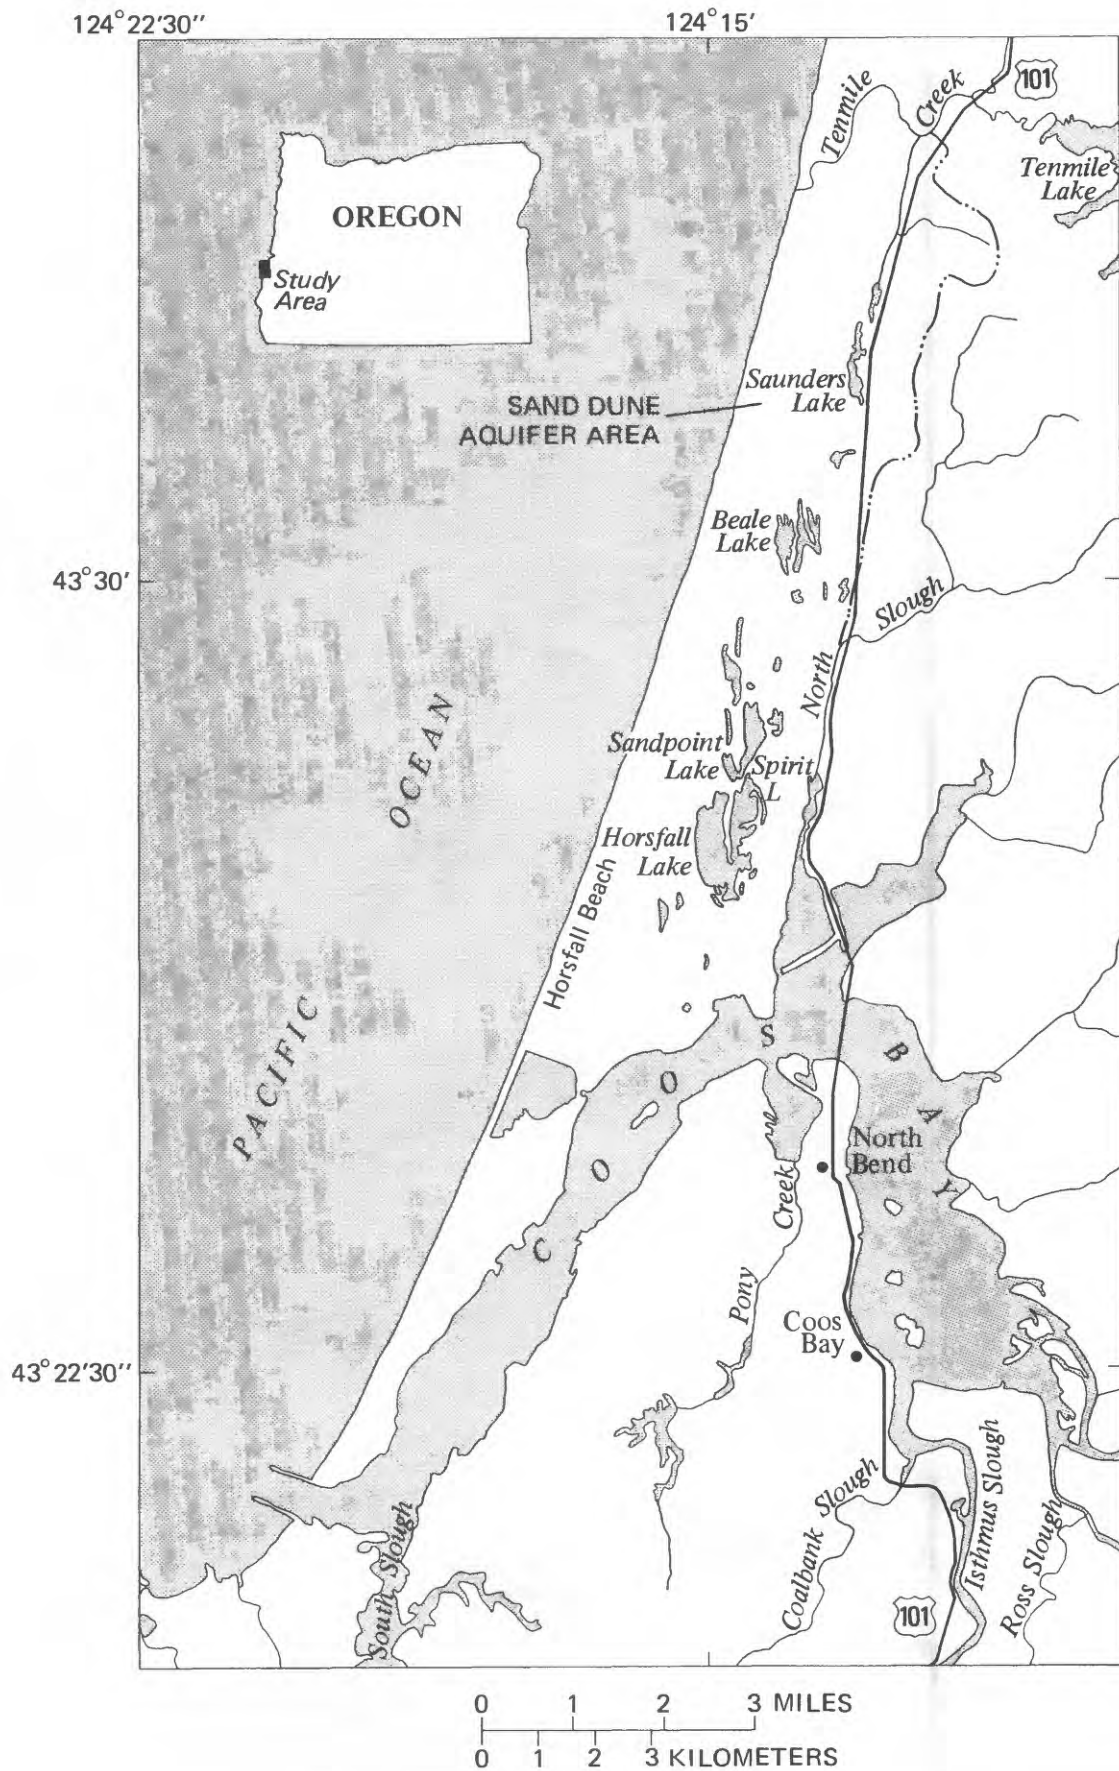 124°22'30''
124°15'
101
Tenmile
Creek
Tenmile
Lake
OREGON
Study
Area
Saunders
Lake
SAND DUNE
AQUIFER AREA
Beale
Lake
43°30'
Slough
North
Sandpoint
Lake
Spirit
L
OCEAN
Horsfall
Lake
Horsfall Beach
PACIFIC
COOS
BAY
North
Bend
Creek
Pony
Coos
Bay
43°22'30''
South Slough
Coalbank Slough
Isthmus Slough
Ross Slough
101
0 1 2 3 MILES
0 1 2 3 KILOMETERS